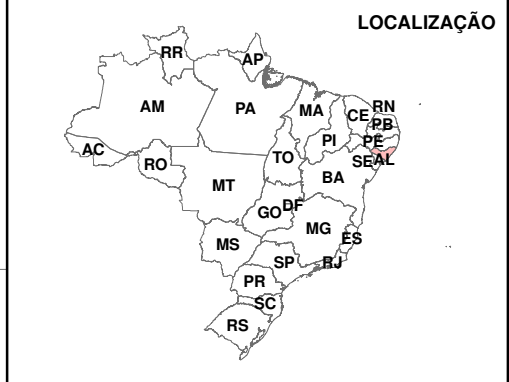 LOCALIZAÇÃO
RR
AP
AM
PA
MA
CE
RN
PB
PI
PE
AC
TO
SE
AL
RO
BA
MT
GO
DF
MG
MS
ES
SP
RJ
PR
SC
RS